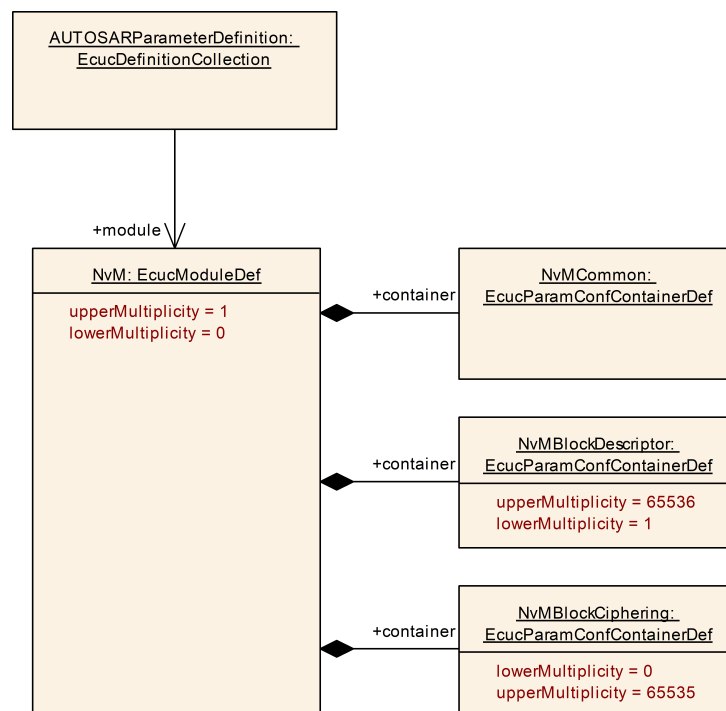 AUTOSARParameterDefinition:
EcucDefinitionCollection
+module
NvM: EcucModuleDef
upperMultiplicity = 1
lowerMultiplicity = 0
+container
NvMCommon:
EcucParamConfContainerDef
+container
NvMBlockDescriptor:
EcucParamConfContainerDef
upperMultiplicity = 65536
lowerMultiplicity = 1
+container
NvMBlockCiphering:
EcucParamConfContainerDef
lowerMultiplicity = 0
upperMultiplicity = 65535